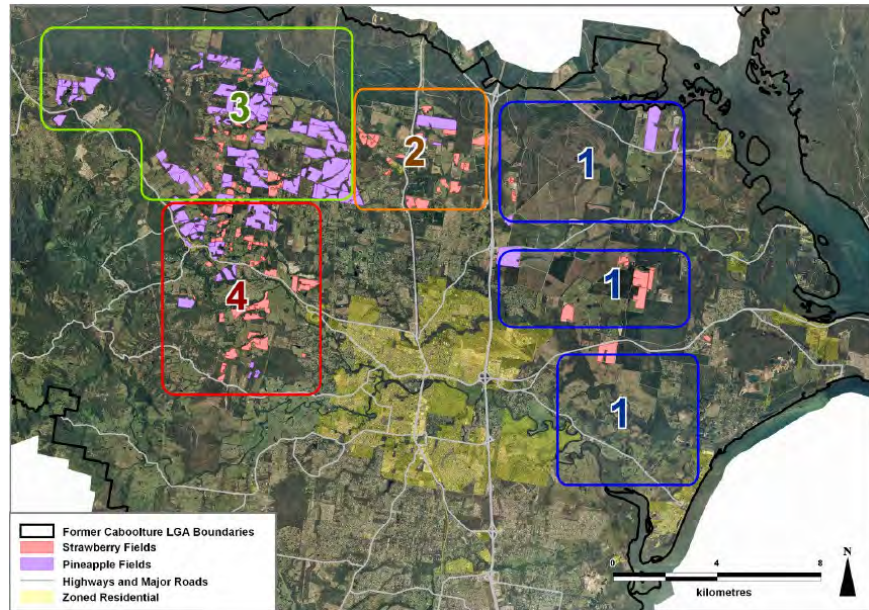 3
2
1
4
1
1
Former Caboolture LGA Boundaries
Strawberry Fields
Pineapple Fields
Highways and Major Roads
Zoned Residential
0 4 8
kilometres
N